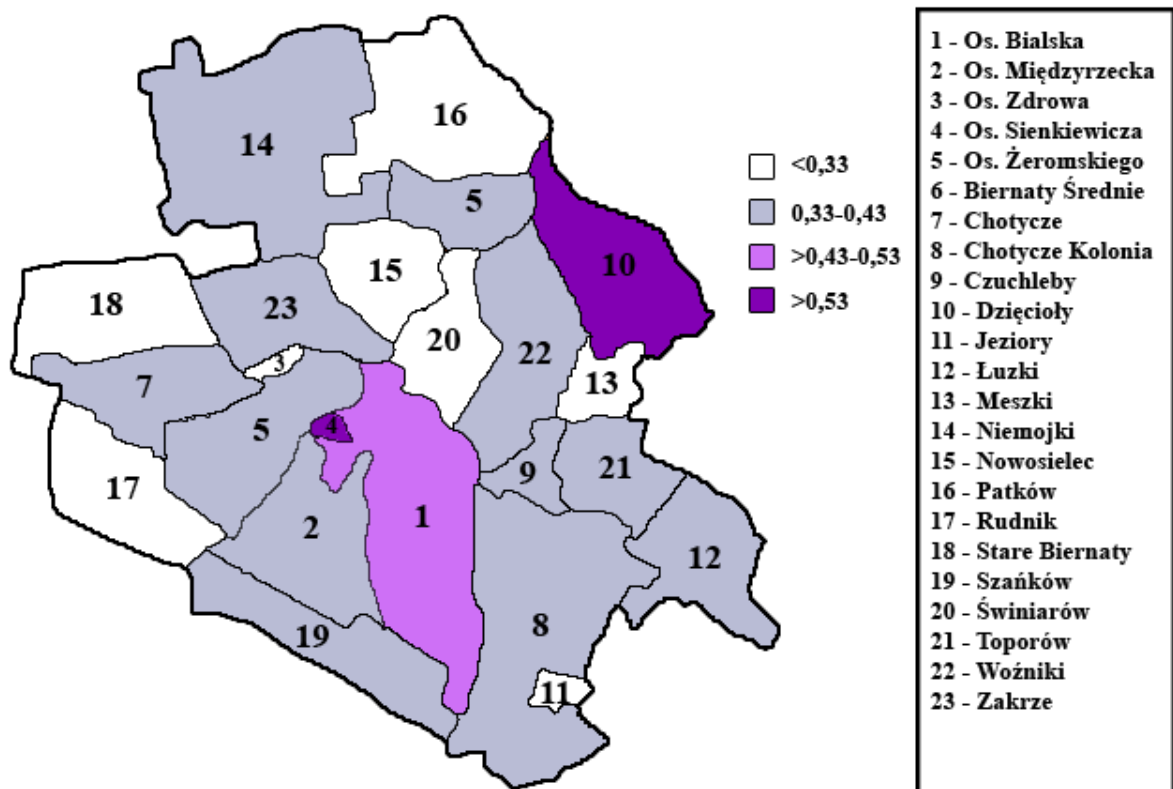 16
14
5
15
10
18
23
20
22
3
7
13
5
4
9
21
17
2
1
12
8
19
11
<0,33
0,33-0,43
>0,43-0,53
>0,53
1 - Os. Bialska
2 - Os. Międzyrzecka
3 - Os. Zdrowa
4 - Os. Sienkiewicza
5 - Os. Żeromskiego
6 - Biernaty Średnie
7 - Chotycze
8 - Chotycze Kolonia
9 - Czuchleby
10 - Dzięcioły
11 - Jeziory
12 - Łuzki
13 - Meszki
14 - Niemojki
15 - Nowosielec
16 - Patków
17 - Rudnik
18 - Stare Biernaty
19 - Szańków
20 - Świniarów
21 - Toporów
22 - Woźniki
23 - Zakrze